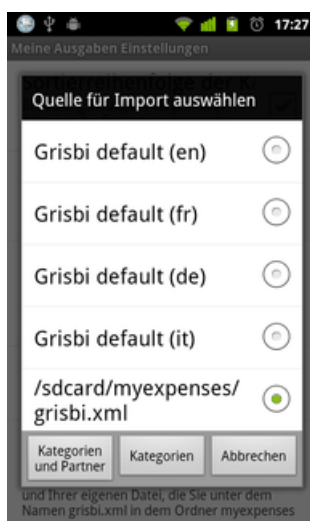 17:27
Meine Ausgaben Einstellungen
Sortierreihenfolge der K
Quelle für Import auswählen
Grisbi default (en)
Grisbi default (fr)
Grisbi default (de)
Grisbi default (it)
/sdcard/myexpenses/
grisbi.xml
Kategorien
und Partner
Kategorien
Abbrechen
und Ihrer eigenen Datei, die Sie unter dem
Namen grisbi.xml in dem Ordner myexpenses